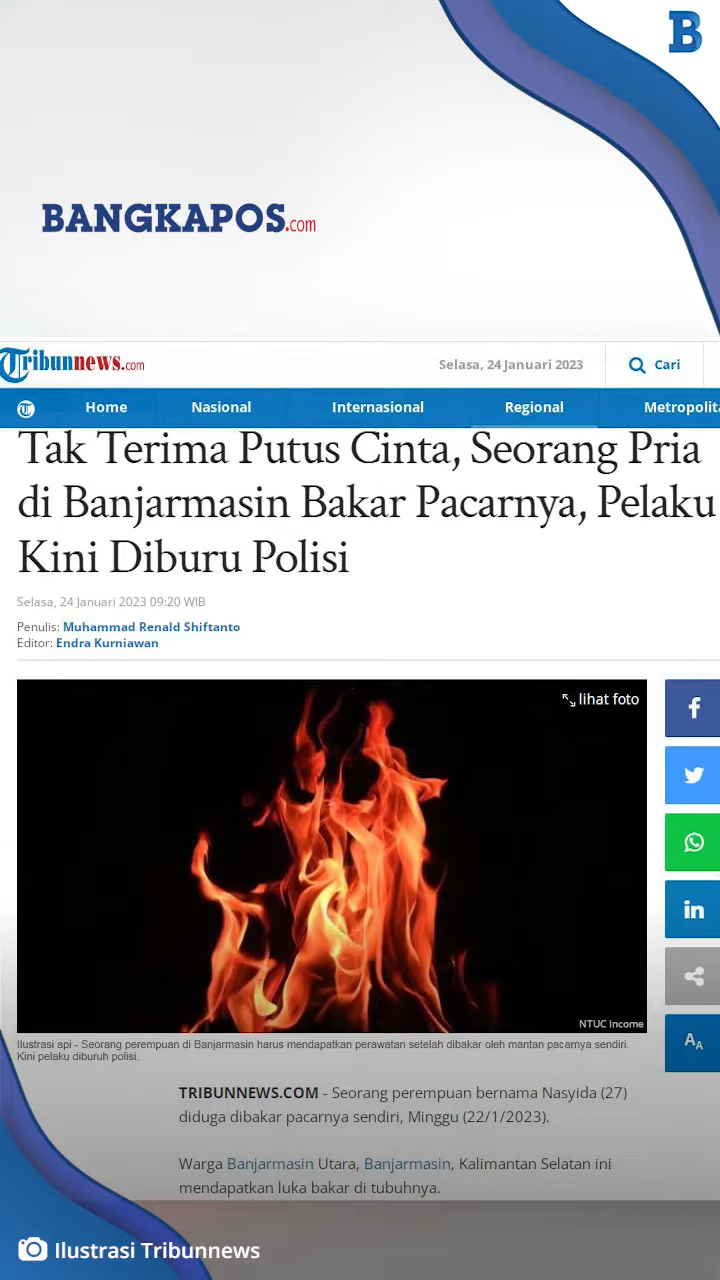 B
BANGKAPOS.com
Tribunnews.com
Selasa, 24 Januari 2023
Cari
Home Nasional Internasional Regional Metropolita
Tak Terima Putus Cinta, Seorang Pria
di Banjarmasin Bakar Pacarnya, Pelaku
Kini Diburu Polisi
Selasa, 24 Januari 2023 09:20 WIB
Penulis: Muhammad Renald Shiftanto
Editor: Endra Kurniawan
lihat foto
NTUC Income
Ilustrasi api - Seorang perempuan di Banjarmasin harus mendapatkan perawatan setelah dibakar oleh mantan pacarnya sendiri.
Kini pelaku diburuh polisi.
AA
TRIBUNNEWS.COM - Seorang perempuan bernama Nasyida (27)
diduga dibakar pacarnya sendiri, Minggu (22/1/2023).
Warga Banjarmasin Utara, Banjarmasin, Kalimantan Selatan ini
mendapatkan luka bakar di tubuhnya.
Ilustrasi Tribunnews